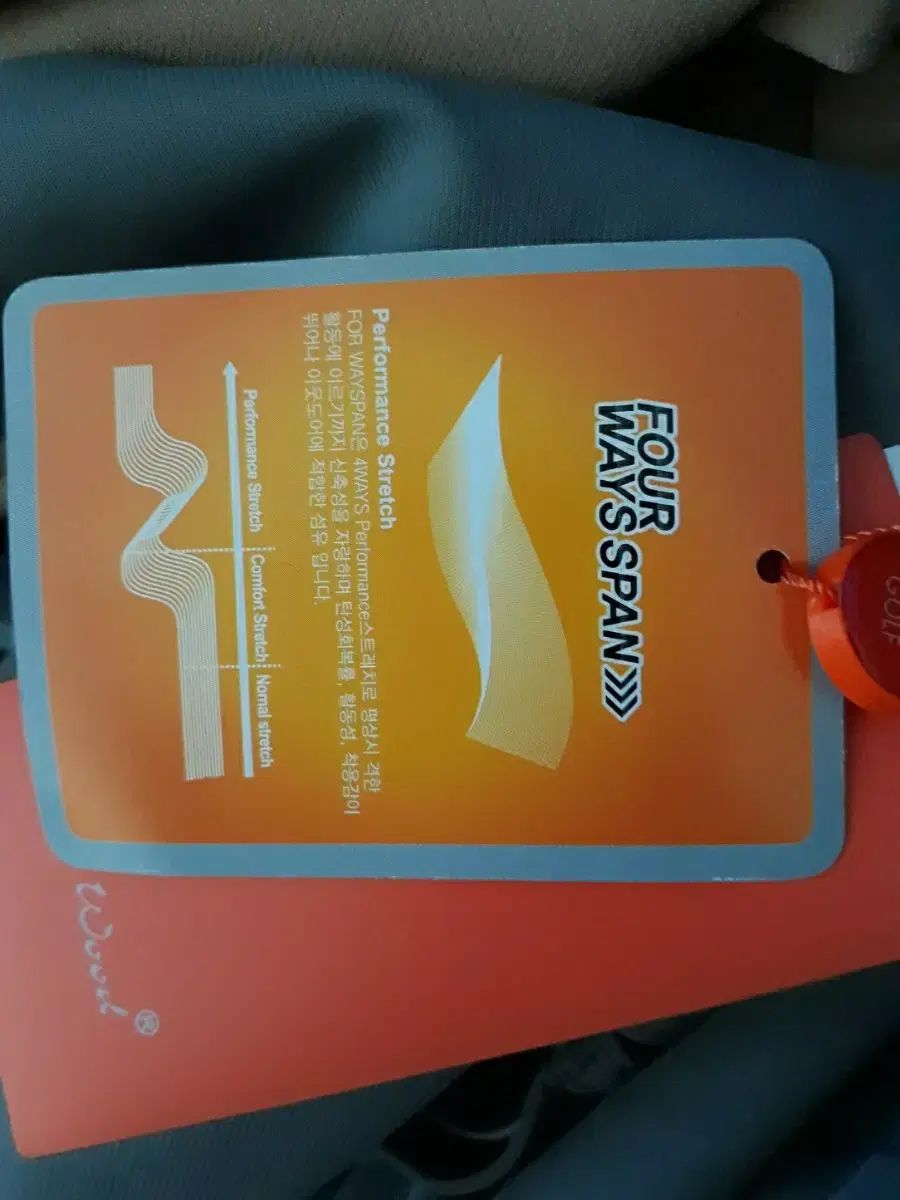 FOUR
WAYS SPAN
Performance Stretch
FOR WAYSPAN은 4WAYS Performance스트레치로 평상시 격한
활동에 이르기까지 신축성을 자랑하며 탄성회복률, 활동성, 착용감이
뛰어나 아웃도어에 적합한 섬유 입니다.
Performance Stretch
Comfort Stretch
Normal stretch
GOLF
®